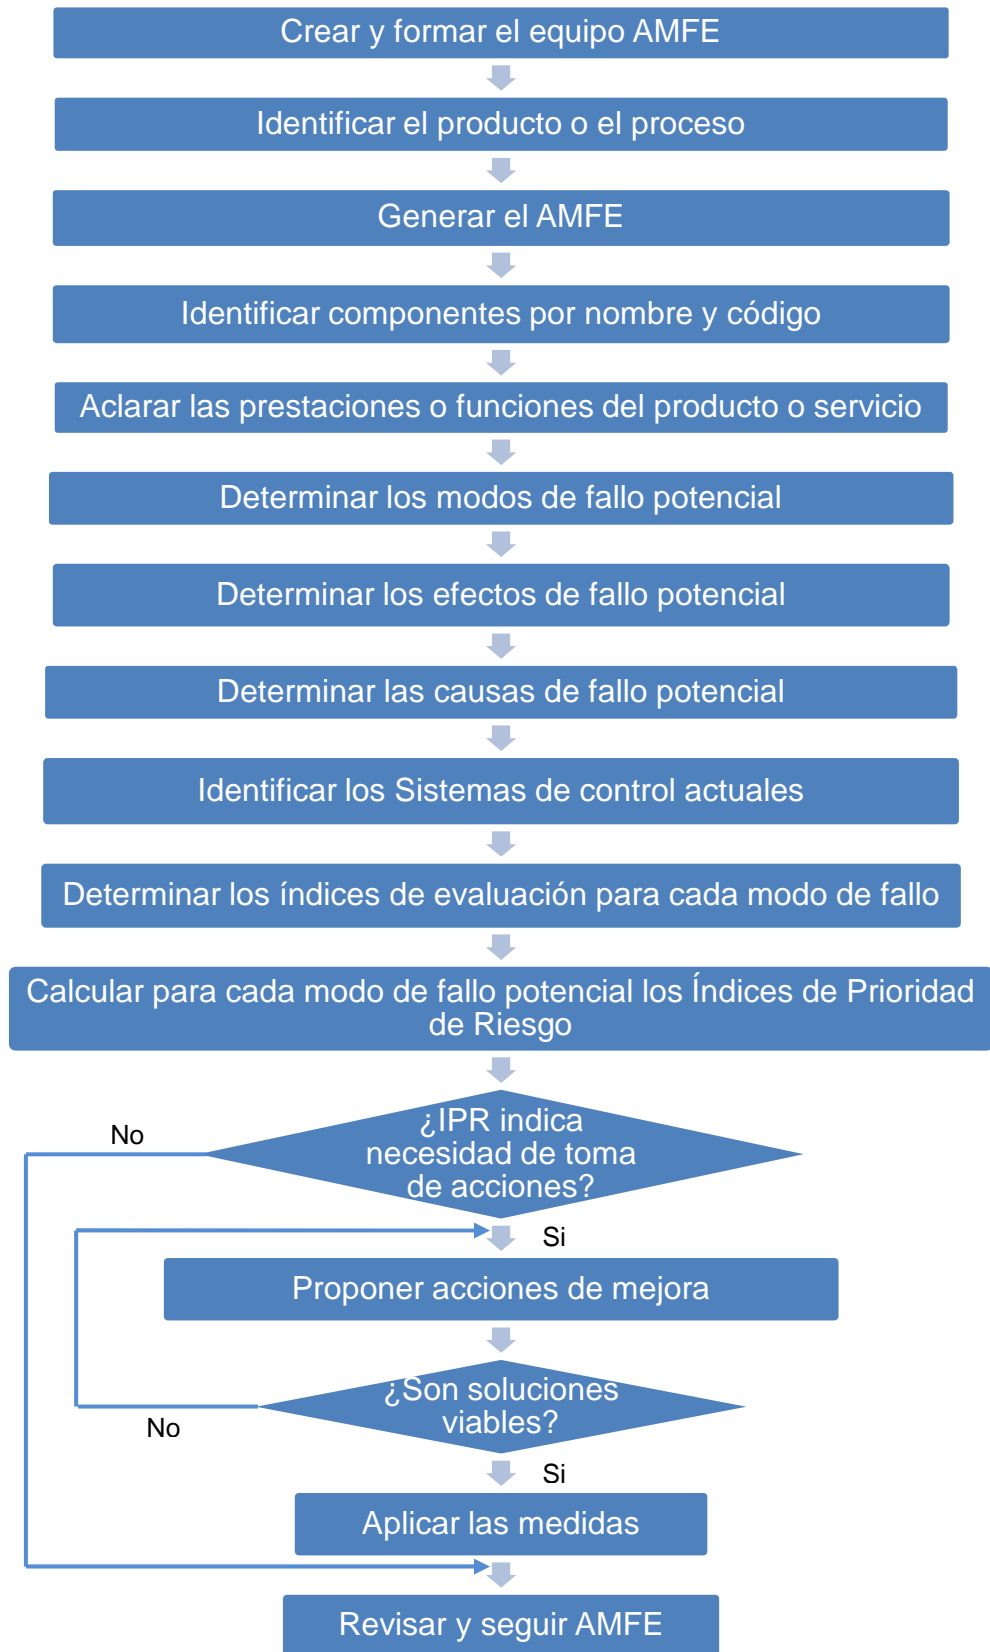 Crear y formar el equipo AMFE
Identificar el producto o el proceso
Generar el AMFE
Identificar componentes por nombre y código
Aclarar las prestaciones o funciones del producto o servicio
Determinar los modos de fallo potencial
Determinar los efectos de fallo potencial
Determinar las causas de fallo potencial
Identificar los Sistemas de control actuales
Determinar los índices de evaluación para cada modo de fallo
Calcular para cada modo de fallo potencial los Índices de Prioridad
de Riesgo
¿IPR indica
necesidad de toma
de acciones?
No
Si
Proponer acciones de mejora
¿Son soluciones
viables?
No
Si
Aplicar las medidas
Revisar y seguir AMFE